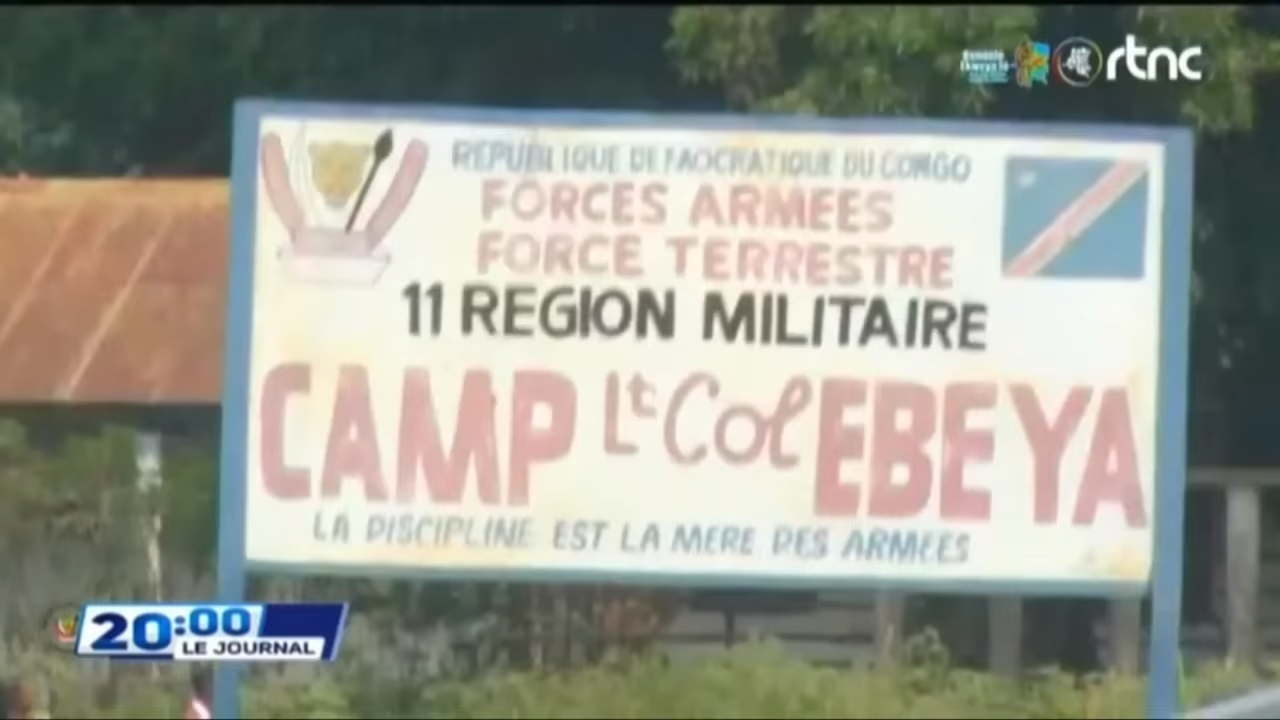 rtnc
REPUBLIQUE DEMOCRATIQUE DU CONGO
FORCES ARMEES
FORCE TERRESTRE
11 REGION MILITAIRE
CAMP Lt Col EBEYA
LA DISCIPLINE EST LA MERE DES ARMEES
20:00
LE JOURNAL